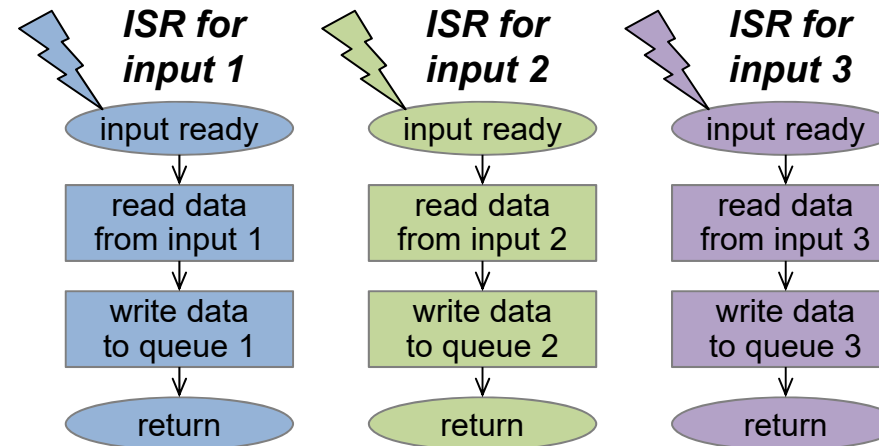 ISR for
input 1
input ready
read data
from input 1
write data
to queue 1
return
ISR for
input 2
input ready
read data
from input 2
write data
to queue 2
return
ISR for
input 3
input ready
read data
from input 3
write data
to queue 3
return